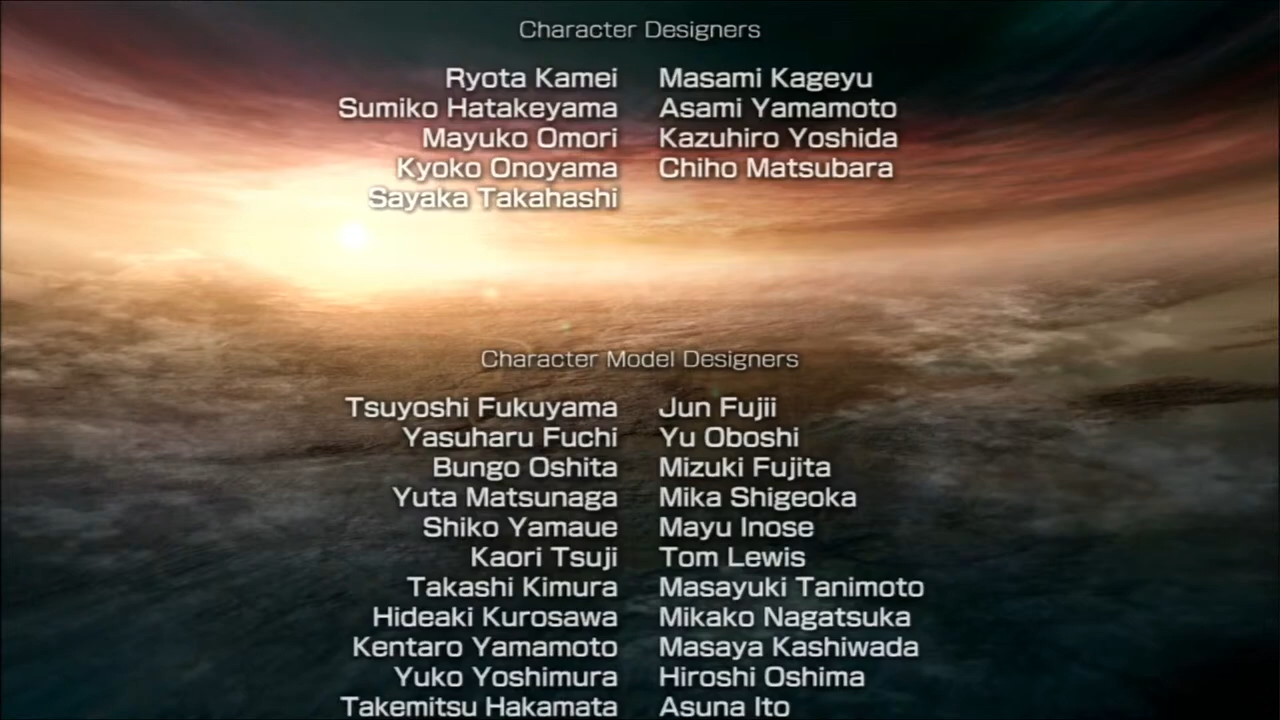 Character Designers
Ryota Kamei Masami Kageyu
Sumiko Hatakeyama Asami Yamamoto
Mayuko Omori Kazuhiro Yoshida
Kyoko Onoyama Chiho Matsubara
Sayaka Takahashi
Character Model Designers
Tsuyoshi Fukuyama Jun Fujii
Yasuharu Fuchi Yu Oboshi
Bungo Oshita Mizuki Fujita
Yuta Matsunaga Mika Shigeoka
Shiko Yamaue Mayu Inose
Kaori Tsuji Tom Lewis
Takashi Kimura Masayuki Tanimoto
Hideaki Kurosawa Mikako Nagatsuka
Kentaro Yamamoto Masaya Kashiwada
Yuko Yoshimura Hiroshi Oshima
Takemitsu Hakamata Asuna Ito